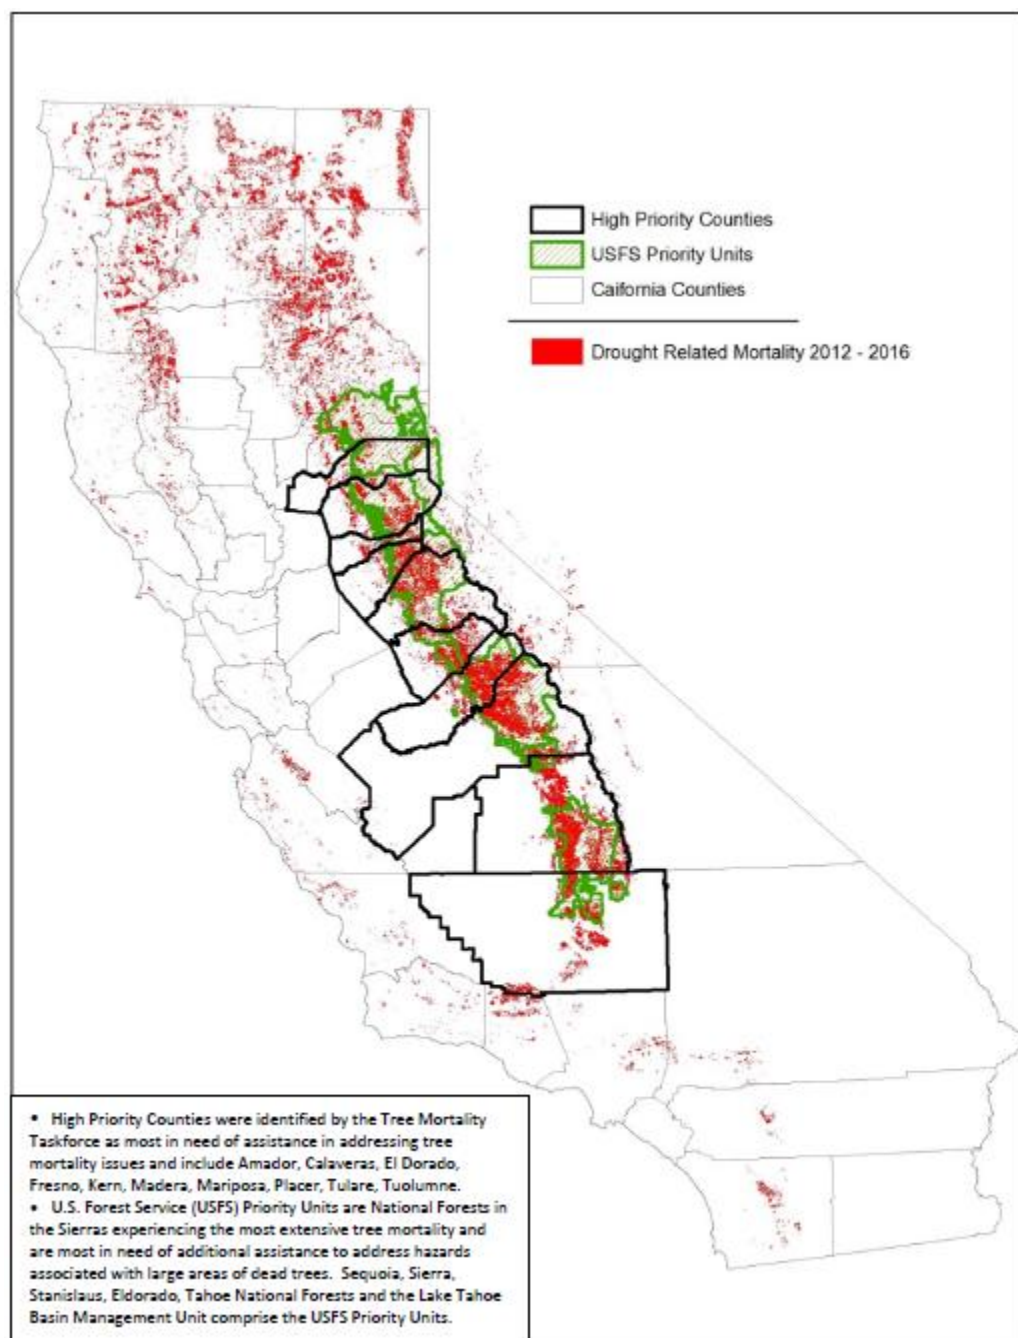 High Priority Counties
USFS Priority Units
Caifornia Counties
Drought Related Mortality 2012 - 2016
• High Priority Counties were identified by the Tree Mortality
Taskforce as most in need of assistance in addressing tree
mortality issues and include Amador, Calaveras, El Dorado,
Fresno, Kern, Madera, Mariposa, Placer, Tulare, Tuolumne.
• U.S. Forest Service (USFS) Priority Units are National Forests in
the Sierras experiencing the most extensive tree mortality and
are most in need of additional assistance to address hazards
associated with large areas of dead trees. Sequoia, Sierra,
Stanislaus, Eldorado, Tahoe National Forests and the Lake Tahoe
Basin Management Unit comprise the USFS Priority Units.